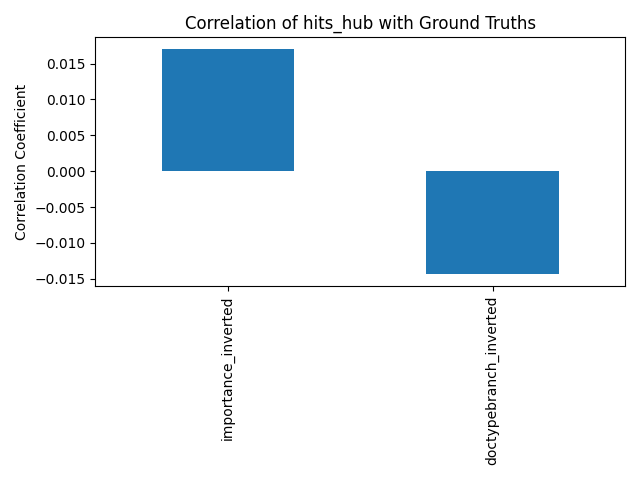 Correlation of hits_hub with Ground Truths
Correlation Coefficient
0.015
0.010
0.005
0.000
−0.005
−0.010
−0.015
importance_inverted
doctypebranch_inverted